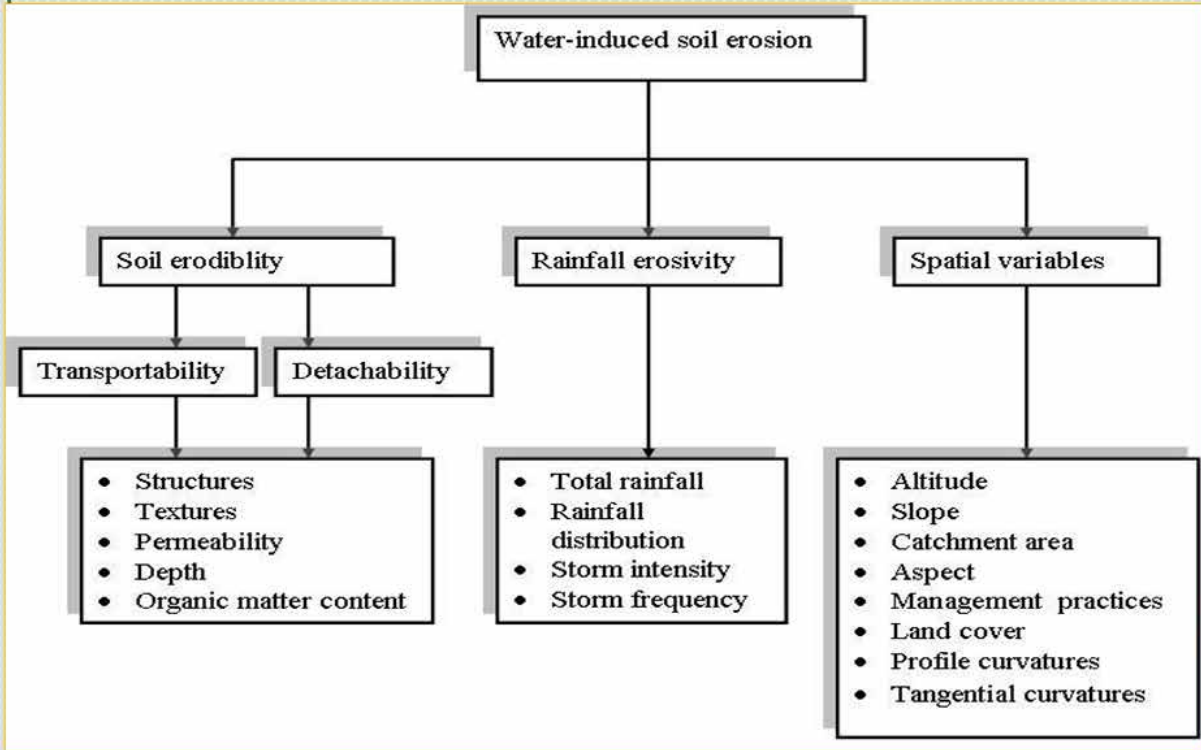 Water-induced soil erosion
Soil erodiblity
Rainfall erosivity
Spatial variables
Transportability
Detachability
• Structures
• Textures
• Permeability
• Depth
• Organic matter content
• Total rainfall
• Rainfall
distribution
• Storm intensity
• Storm frequency
• Altitude
• Slope
• Catchment area
• Aspect
• Management practices
• Land cover
• Profile curvatures
• Tangential curvatures